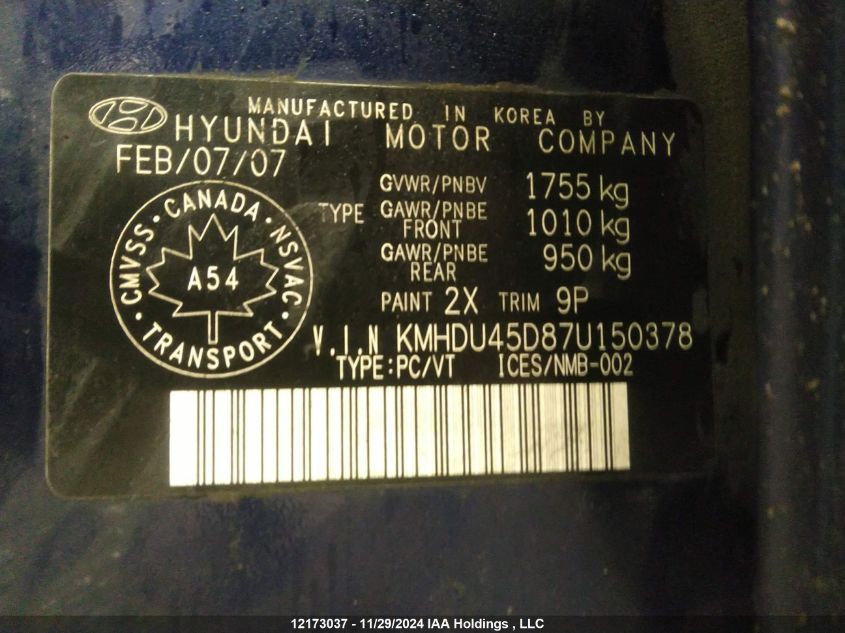 MANUFACTURED IN KOREA BY
HYUNDAI MOTOR COMPANY
FEB/07/07
GVWR/PNBV 1755 kg
TYPE GAWR/PNBE FRONT 1010 kg
GAWR/PNBE REAR 950 kg
CMVSS · CANADA · NSVAC · TRANSPORT ·
A54
PAINT 2X TRIM 9P
V.I.N KMHDU45D87U150378
TYPE:PC/VT ICES/NMB-002
12173037 - 11/29/2024 IAA Holdings , LLC